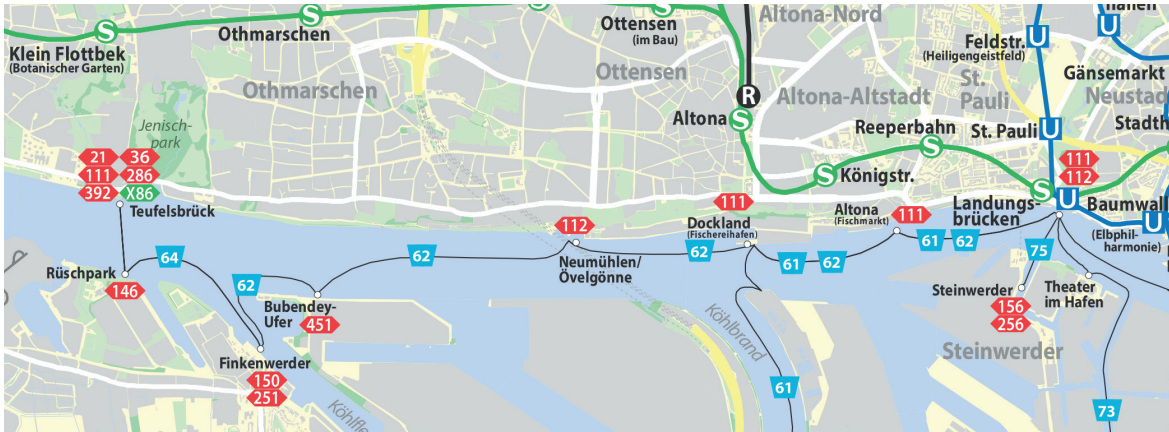 Klein Flottbek
(Botanischer Garten)
S
Othmarschen
S
S
Ottensen
(im Bau)
Altona-Nord
U
Feldstr.
(Heiligengeistfeld)
U
Gänsemarkt
Neustadt
Othmarschen
Ottensen
R
Altona-Altstadt
St.
Pauli
Jenisch-
park
Altona
S
Reeperbahn
S
St. Pauli
U
Stadth
21
36
111
286
392
X86
Teufelsbrück
S
Königstr.
111
112
S
U
Landungs-
brücken
Baumwall
(Elbphil-
harmonie)
U
111
Dockland
(Fischereihafen)
Altona
(Fischmarkt)
111
112
Neumühlen/
Övelgönne
61
62
62
62
61
62
75
64
Rüschpark
146
62
Bubendey-
Ufer
451
Steinwerder
156
256
Theater
im Hafen
Steinwerder
Köhlbrand
Finkenwerder
150
251
Köhlfle
61
73